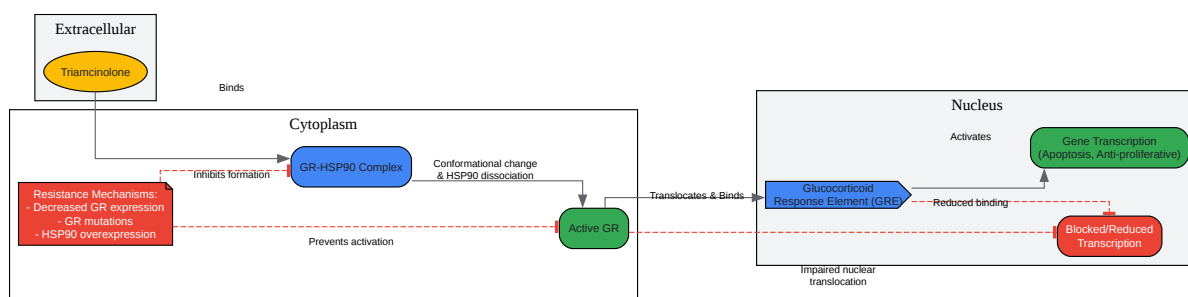 Extracellular
Triamcinolone
Binds
Cytoplasm
GR-HSP90 Complex
Conformational change
& HSP90 dissociation
Inhibits formation
Resistance Mechanisms:
- Decreased GR expression
- GR mutations
- HSP90 overexpression
Prevents activation
Active GR
Translocates & Binds
Nucleus
Activates
Gene Transcription
(Apoptosis, Anti-proliferative)
Glucocorticoid
Response Element (GRE)
Reduced binding
Blocked/Reduced
Transcription
Impaired nuclear
translocation